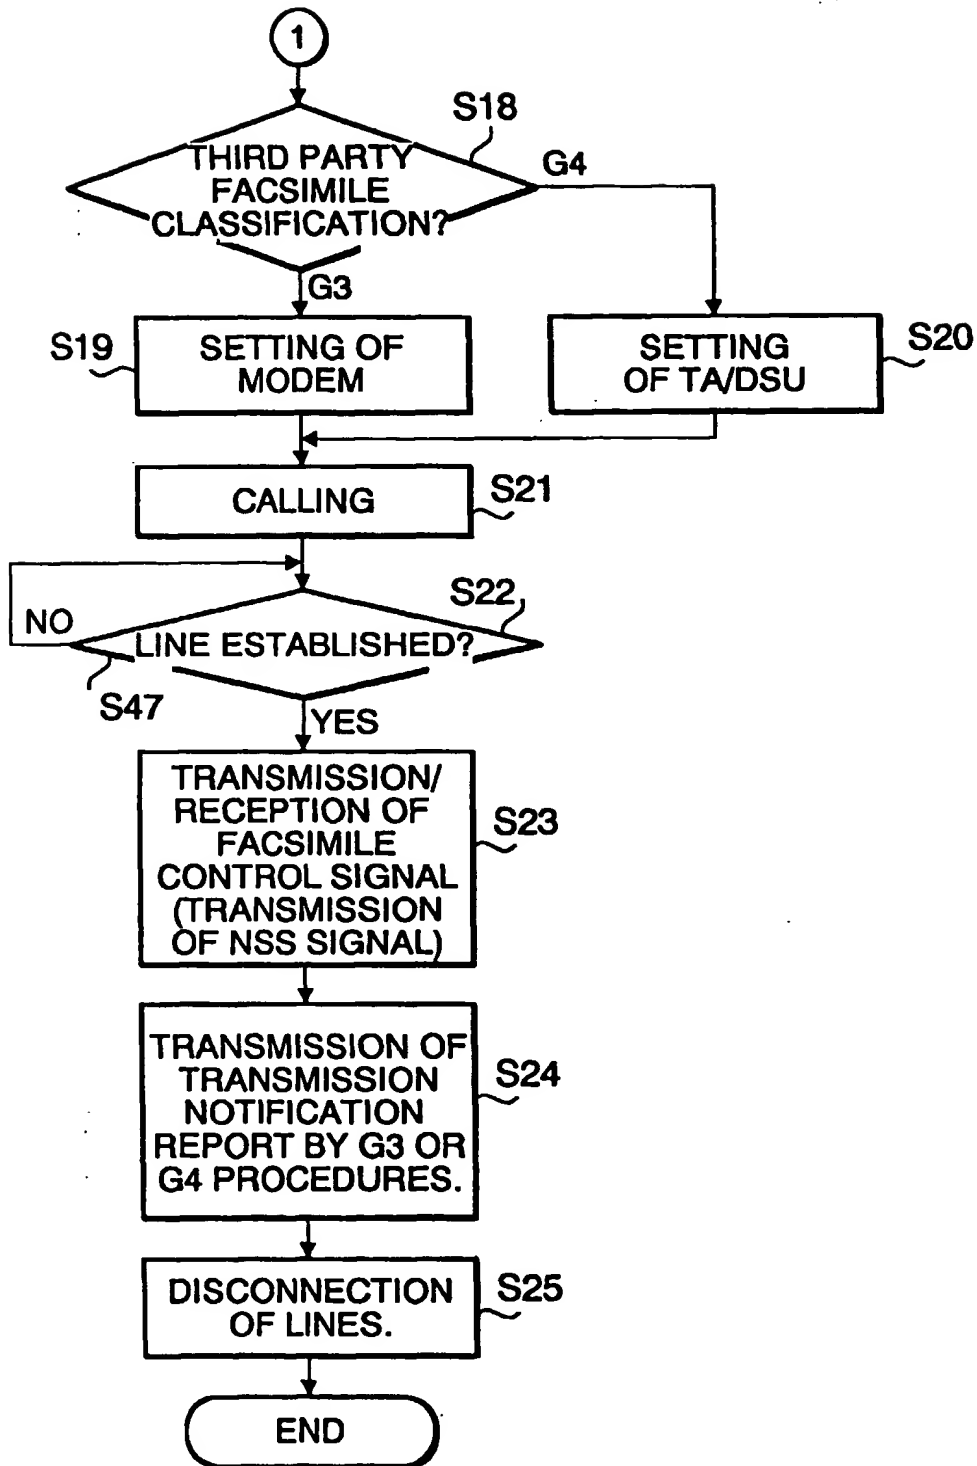 1
S18
THIRD PARTY
FACSIMILE
CLASSIFICATION?
G4
G3
S19
SETTING OF
MODEM
SETTING
OF TA/DSU
S20
CALLING
S21
S22
NO
LINE ESTABLISHED?
S47
YES
TRANSMISSION/
RECEPTION OF
FACSIMILE
CONTROL SIGNAL
(TRANSMISSION
OF NSS SIGNAL)
S23
TRANSMISSION OF
TRANSMISSION
NOTIFICATION
REPORT BY G3 OR
G4 PROCEDURES.
S24
DISCONNECTION
OF LINES.
S25
END